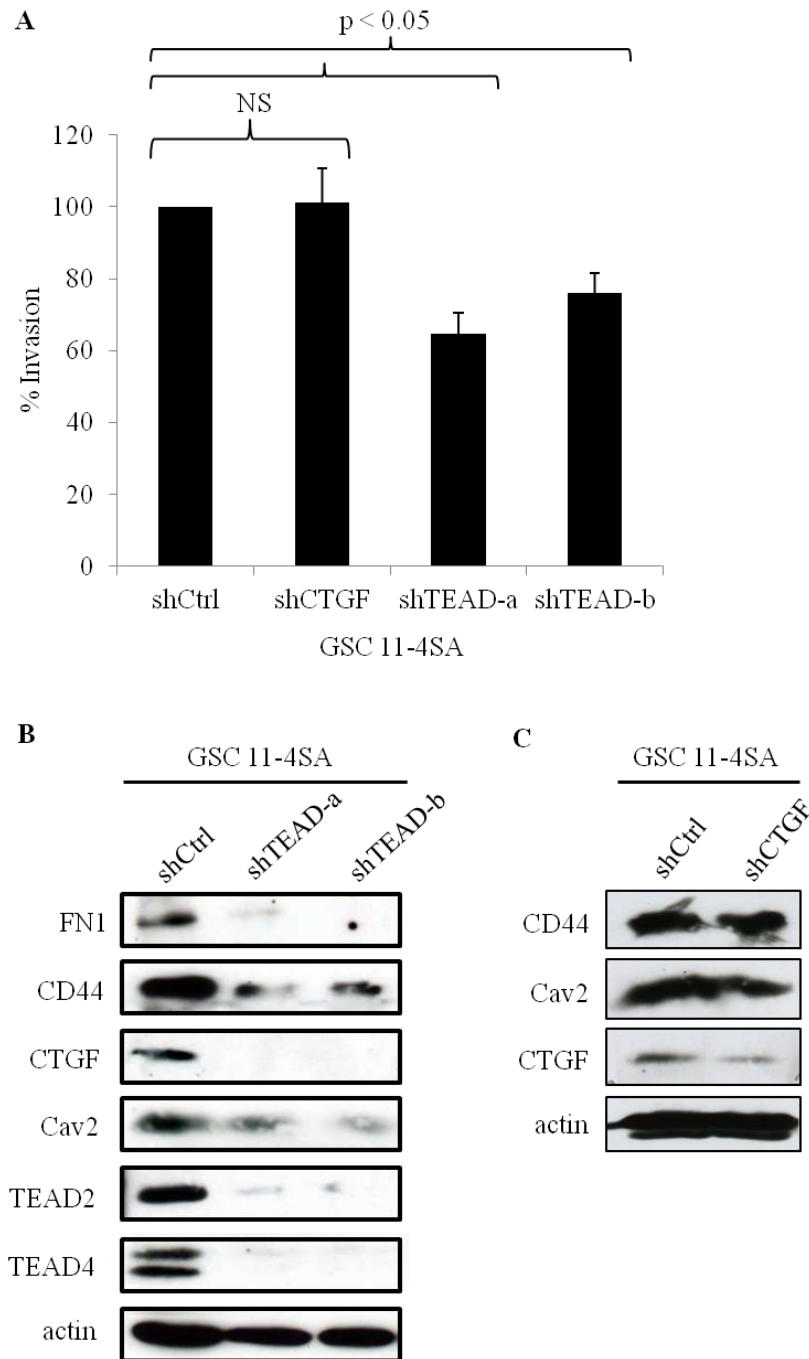 A
p < 0.05
NS
120
100
80
60
40
20
0
% Invasion
shCtrl shCTGF shTEAD-a shTEAD-b
GSC 11-4SA
B
GSC 11-4SA
shCtrl shTEAD-a shTEAD-b
FN1
CD44
CTGF
Cav2
TEAD2
TEAD4
actin
C
GSC 11-4SA
shCtrl shCTGF
CD44
Cav2
CTGF
actin